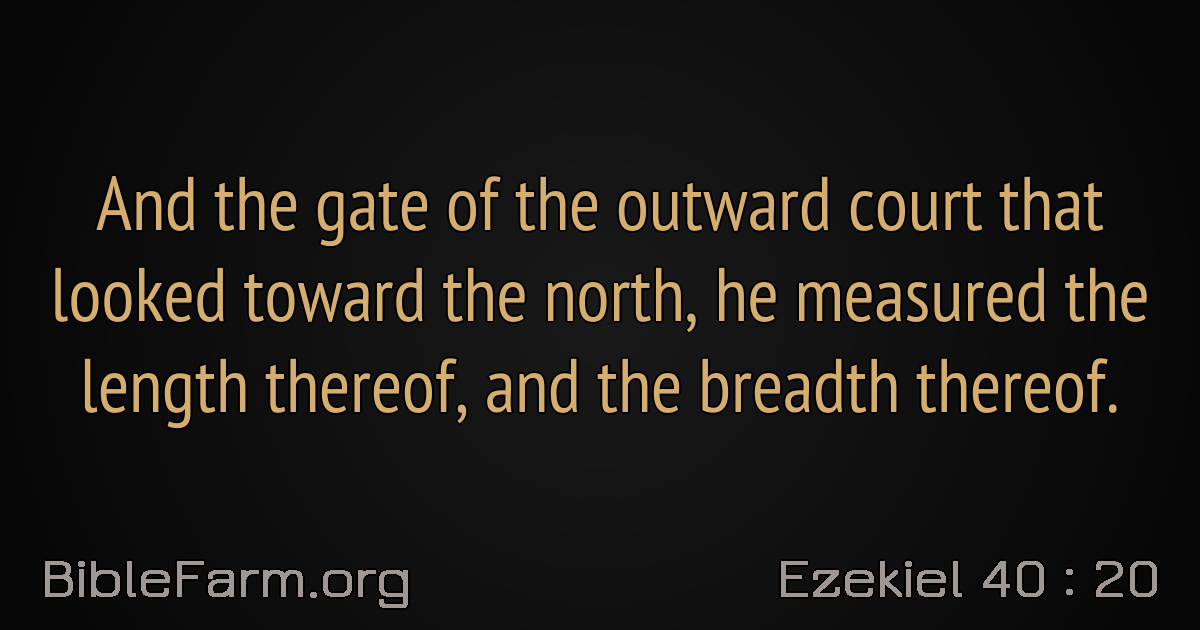 And the gate of the outward court that
looked toward the north, he measured the
length thereof, and the breadth thereof.
BibleFarm.org
Ezekiel 40 : 20